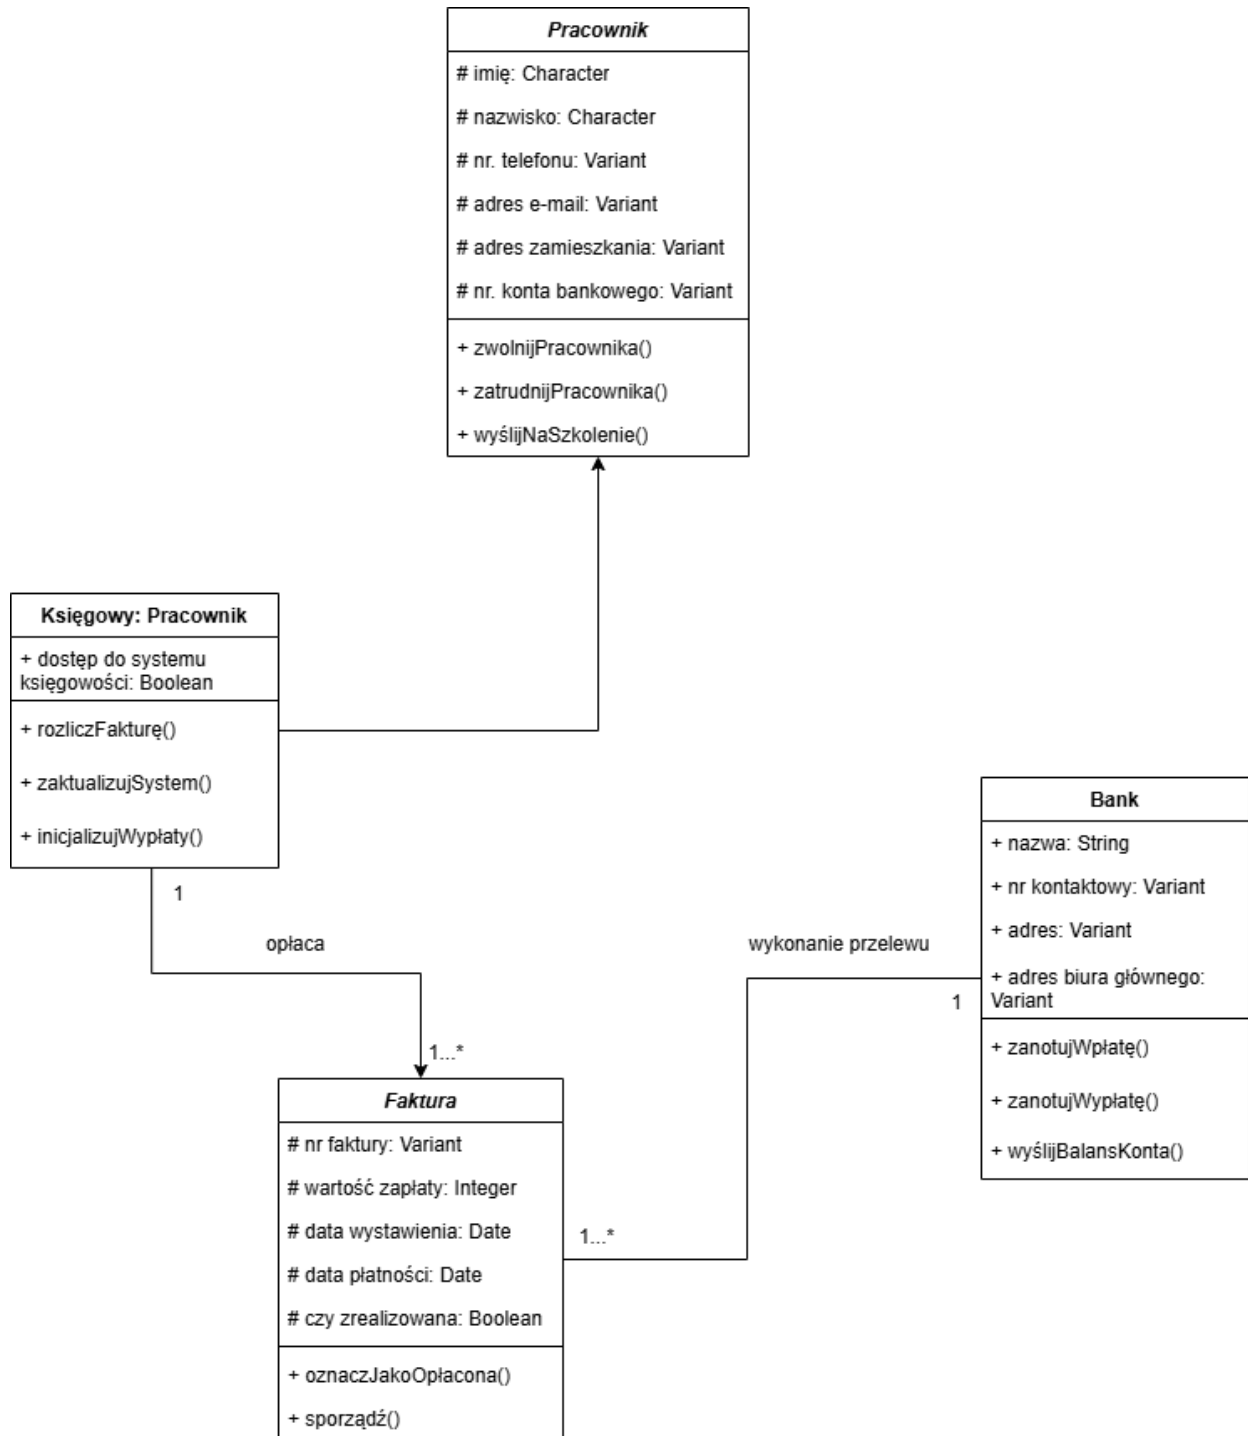 Pracownik
# imię: Character
# nazwisko: Character
# nr. telefonu: Variant
# adres e-mail: Variant
# adres zamieszkania: Variant
# nr. konta bankowego: Variant
+ zwolnijPracownika()
+ zatrudnijPracownika()
+ wyślijNaSzkolenie()
Księgowy: Pracownik
+ dostęp do systemu
księgowości: Boolean
+ rozliczFakturę()
+ zaktualizujSystem()
+ inicjalizujWypłaty()
1
opłaca
1...*
Faktura
# nr faktury: Variant
# wartość zapłaty: Integer
# data wystawienia: Date
# data płatności: Date
# czy zrealizowana: Boolean
+ oznaczJakoOpłacona()
+ sporządź()
1...*
wykonanie przelewu
1
Bank
+ nazwa: String
+ nr kontaktowy: Variant
+ adres: Variant
+ adres biura głównego:
Variant
+ zanotujWpłatę()
+ zanotujWypłatę()
+ wyślijBalansKonta()